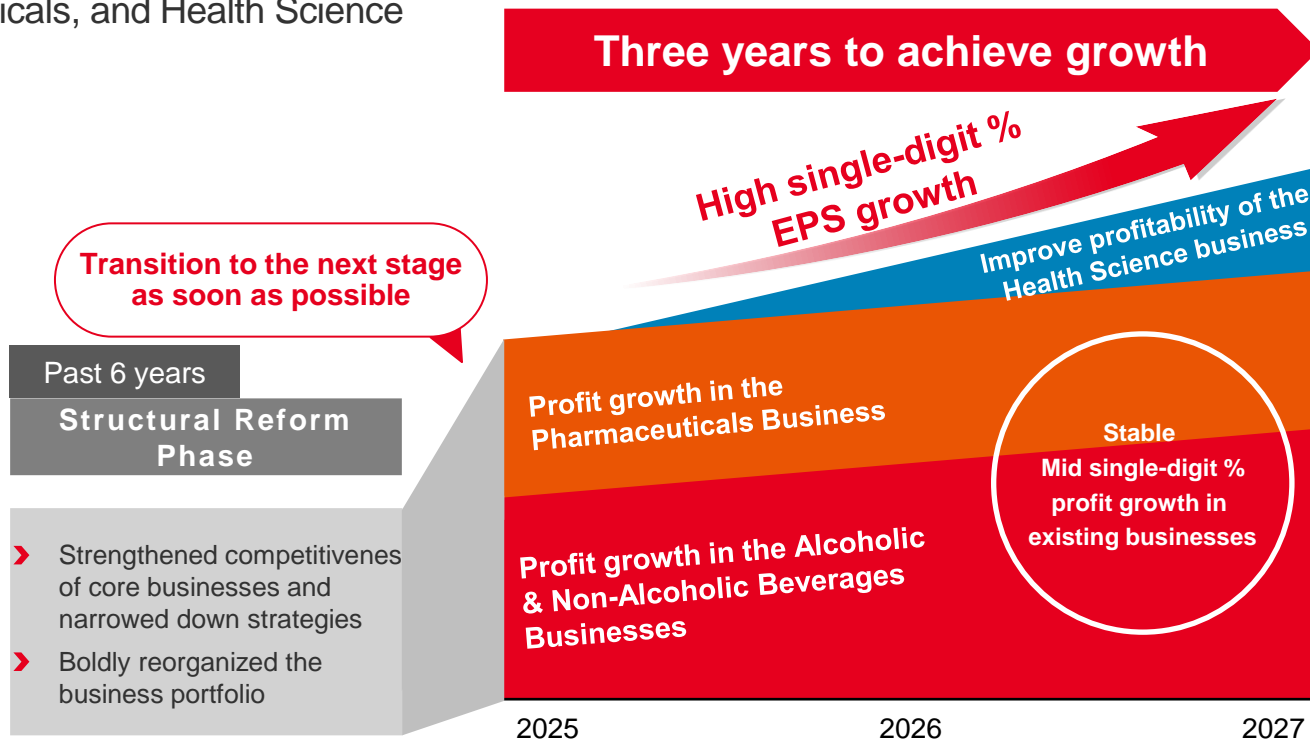 icals, and Health Science
Three years to achieve growth
High single-digit %
EPS growth
Improve profitability of the
Health Science business
Transition to the next stage
as soon as possible
Past 6 years
Structural Reform
Phase
Strengthened competitivenes
of core businesses and
narrowed down strategies
Boldly reorganized the
business portfolio
Profit growth in the
Pharmaceuticals Business
Stable
Mid single-digit %
profit growth in
existing businesses
Profit growth in the Alcoholic
& Non-Alcoholic Beverages
Businesses
2025
2026
2027